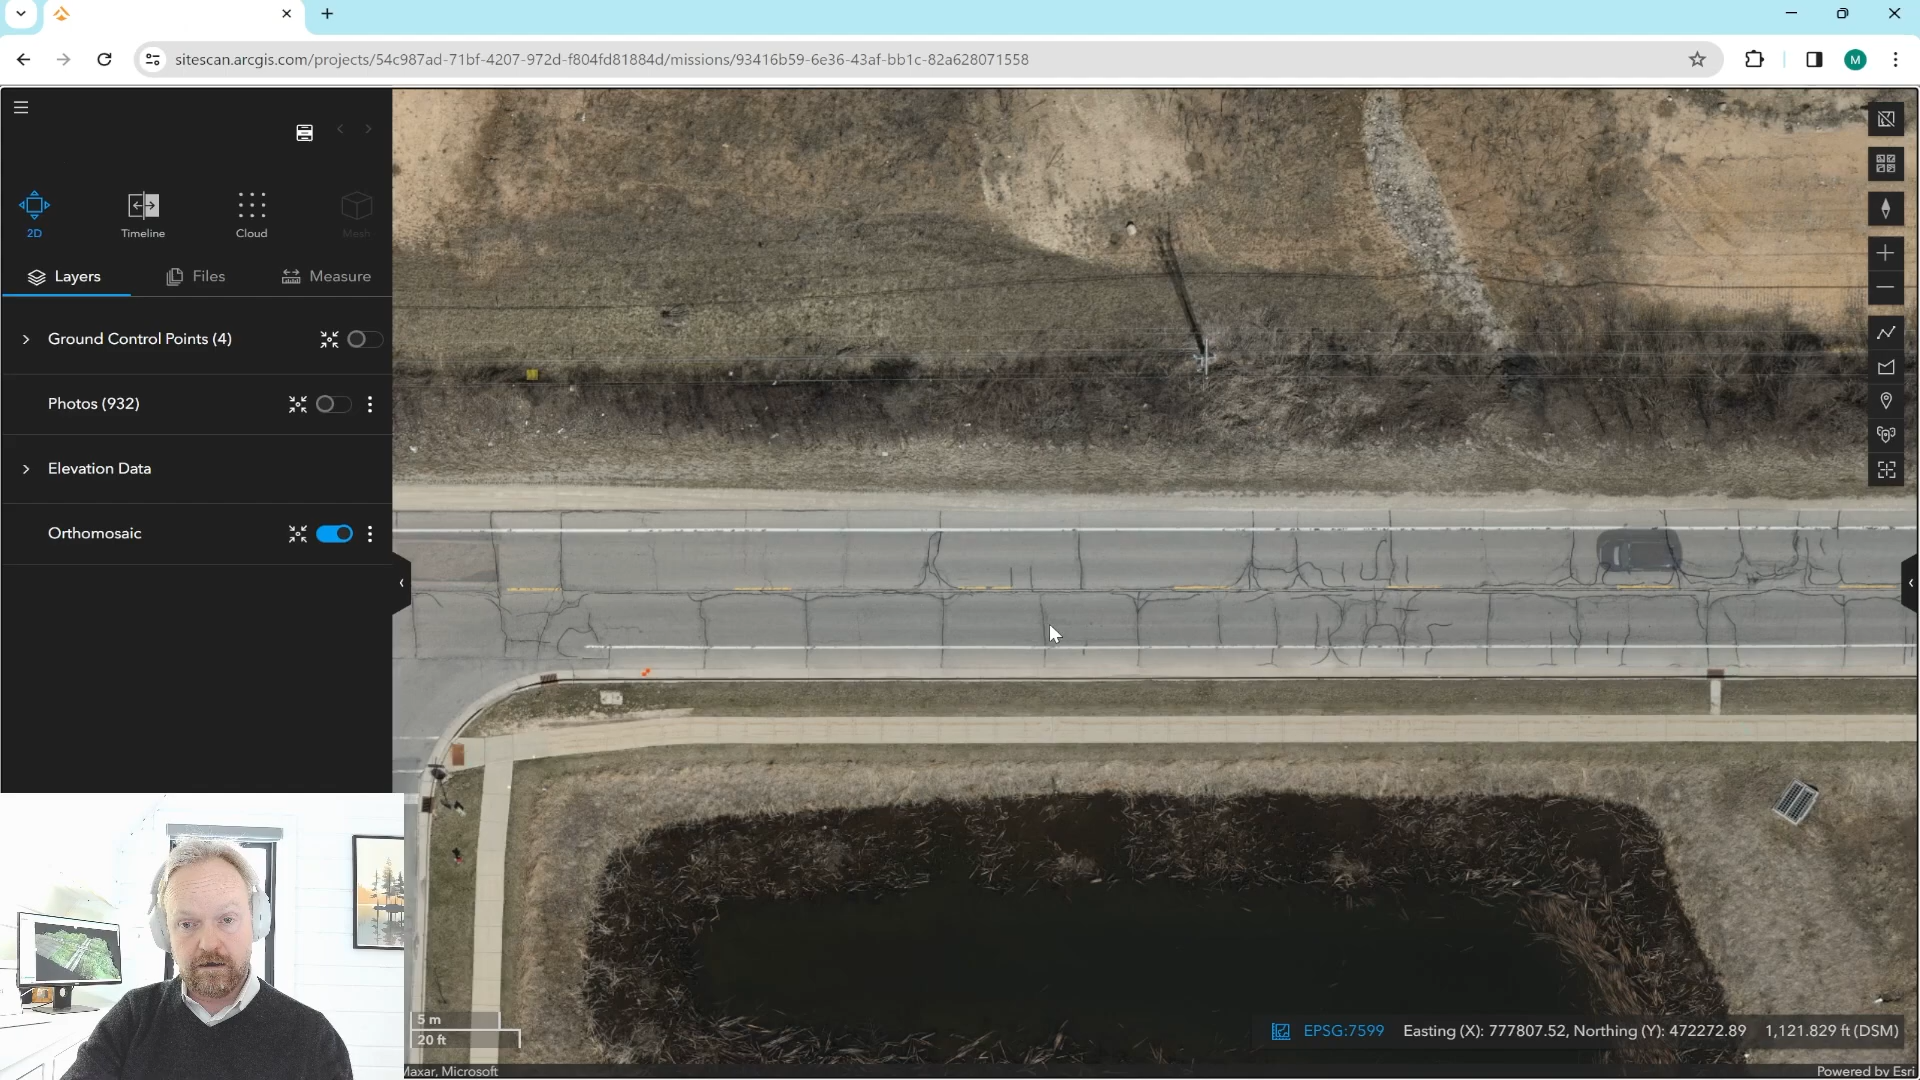 sitescan.arcgis.com/projects/54c987ad-71bf-4207-972d-f804fd81884d/missions/93416b59-6e36-43af-bb1c-82a628071558
M
2D
Timeline
Cloud
Mesh
Layers
Files
Measure
Ground Control Points (4)
Photos (932)
Elevation Data
Orthomosaic
5 m
20 ft
EPSG:7599
Easting (X): 777807.52, Northing (Y): 472272.89
1,121.829 ft (DSM)
Maxar, Microsoft
Powered by Esri